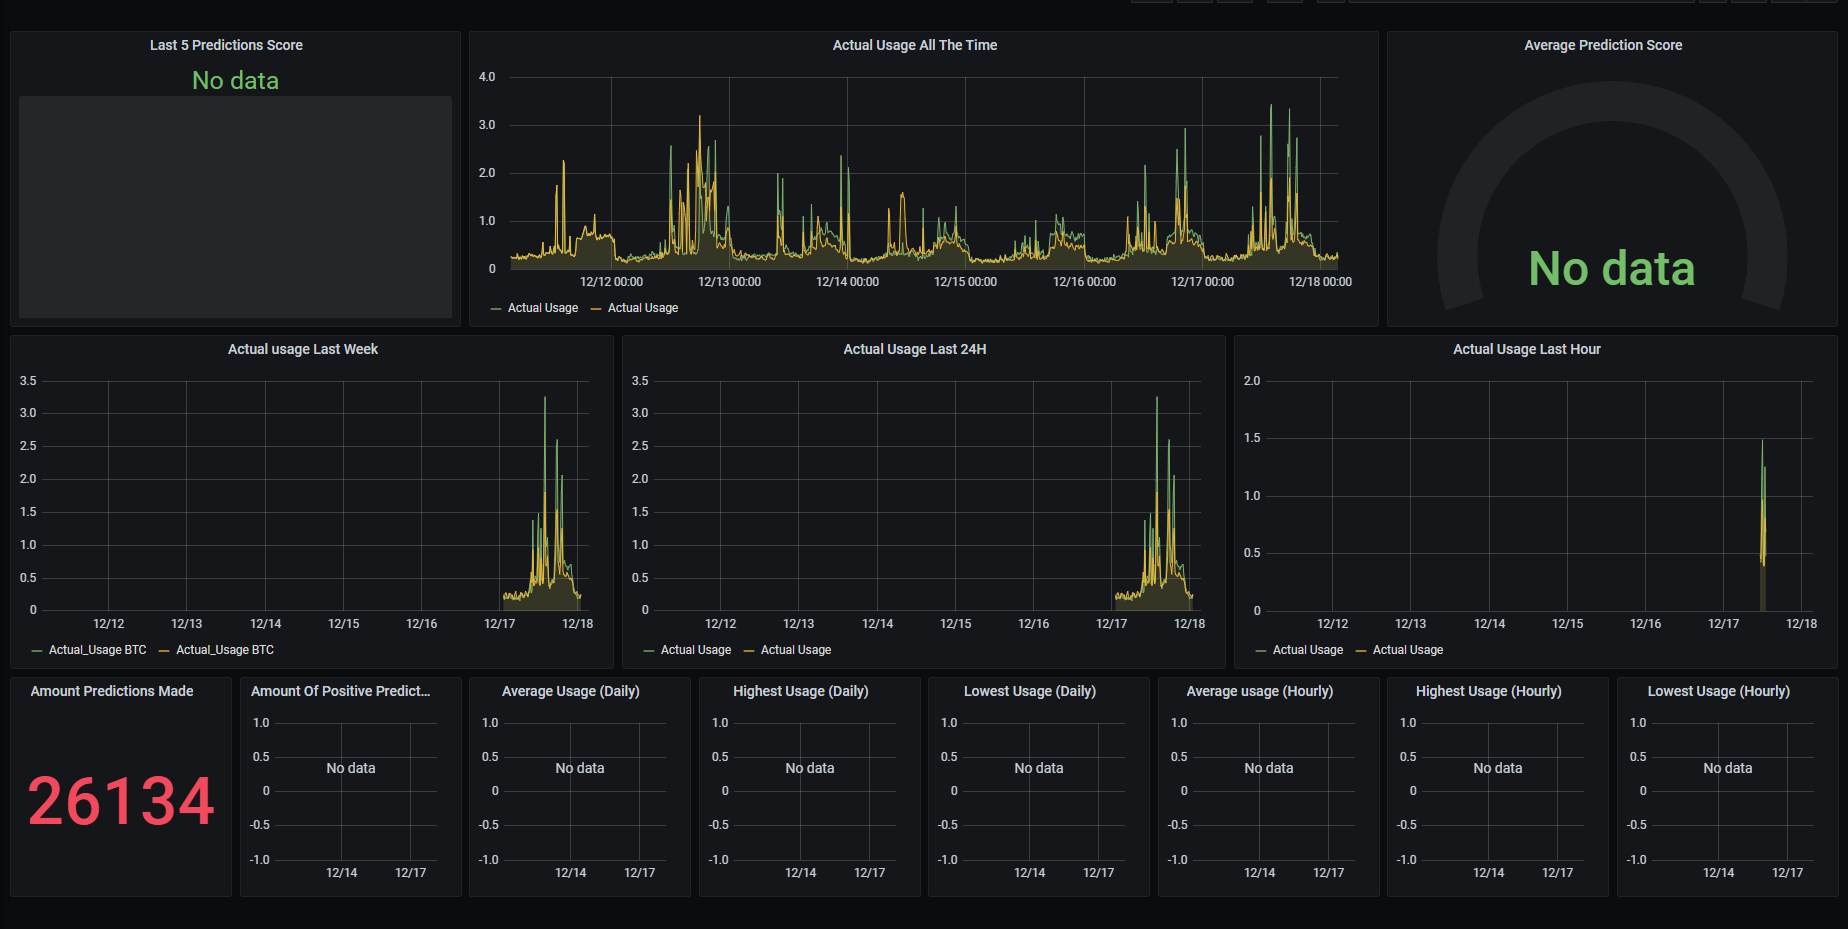 Last 5 Predictions Score
No data
Actual Usage All The Time
4.0
3.0
2.0
1.0
0
12/12 00:00 12/13 00:00 12/14 00:00 12/15 00:00 12/16 00:00 12/17 00:00 12/18 00:00
Actual Usage Actual Usage
Average Prediction Score
No data
Actual usage Last Week
3.5
3.0
2.5
2.0
1.5
1.0
0.5
0
12/12 12/13 12/14 12/15 12/16 12/17 12/18
Actual_Usage BTC Actual_Usage BTC
Actual Usage Last 24H
3.5
3.0
2.5
2.0
1.5
1.0
0.5
0
12/12 12/13 12/14 12/15 12/16 12/17 12/18
Actual Usage Actual Usage
Actual Usage Last Hour
2.0
1.5
1.0
0.5
0
12/12 12/13 12/14 12/15 12/16 12/17 12/18
Actual Usage Actual Usage
Amount Predictions Made
26134
Amount Of Positive Predict...
1.0
0.5
No data
0
-0.5
-1.0
12/14 12/17
Average Usage (Daily)
1.0
0.5
No data
0
-0.5
-1.0
12/14 12/17
Highest Usage (Daily)
1.0
0.5
No data
0
-0.5
-1.0
12/14 12/17
Lowest Usage (Daily)
1.0
0.5
No data
0
-0.5
-1.0
12/14 12/17
Average usage (Hourly)
1.0
0.5
No data
0
-0.5
-1.0
12/14 12/17
Highest Usage (Hourly)
1.0
0.5
No data
0
-0.5
-1.0
12/14 12/17
Lowest Usage (Hourly)
1.0
0.5
No data
0
-0.5
-1.0
12/14 12/17